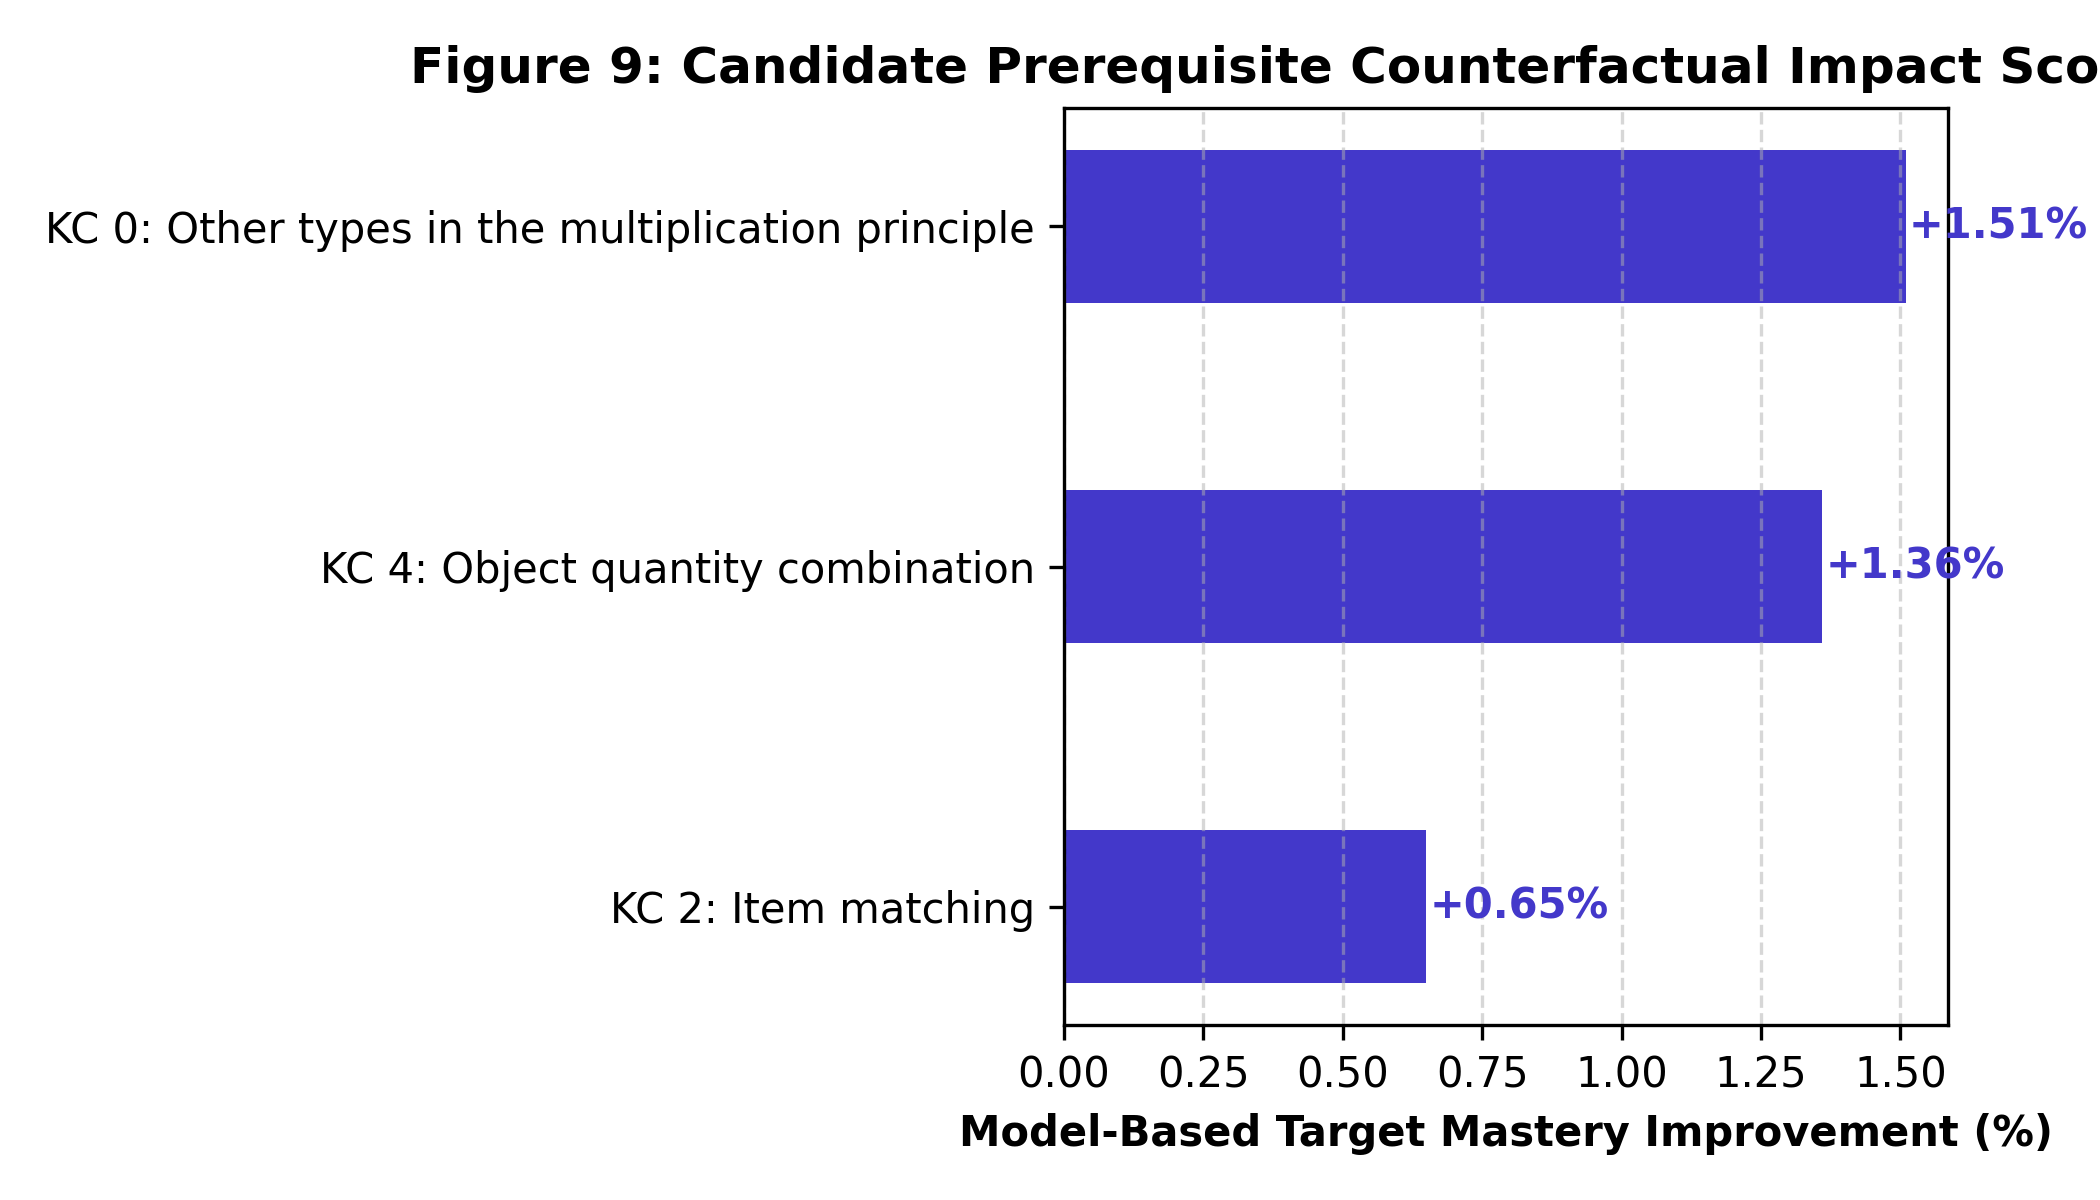 Figure 9: Candidate Prerequisite Counterfactual Impact Sco
KC 0: Other types in the multiplication principle
+1.51%
KC 4: Object quantity combination
+1.36%
KC 2: Item matching
+0.65%
0.00 0.25 0.50 0.75 1.00 1.25 1.50
Model-Based Target Mastery Improvement (%)